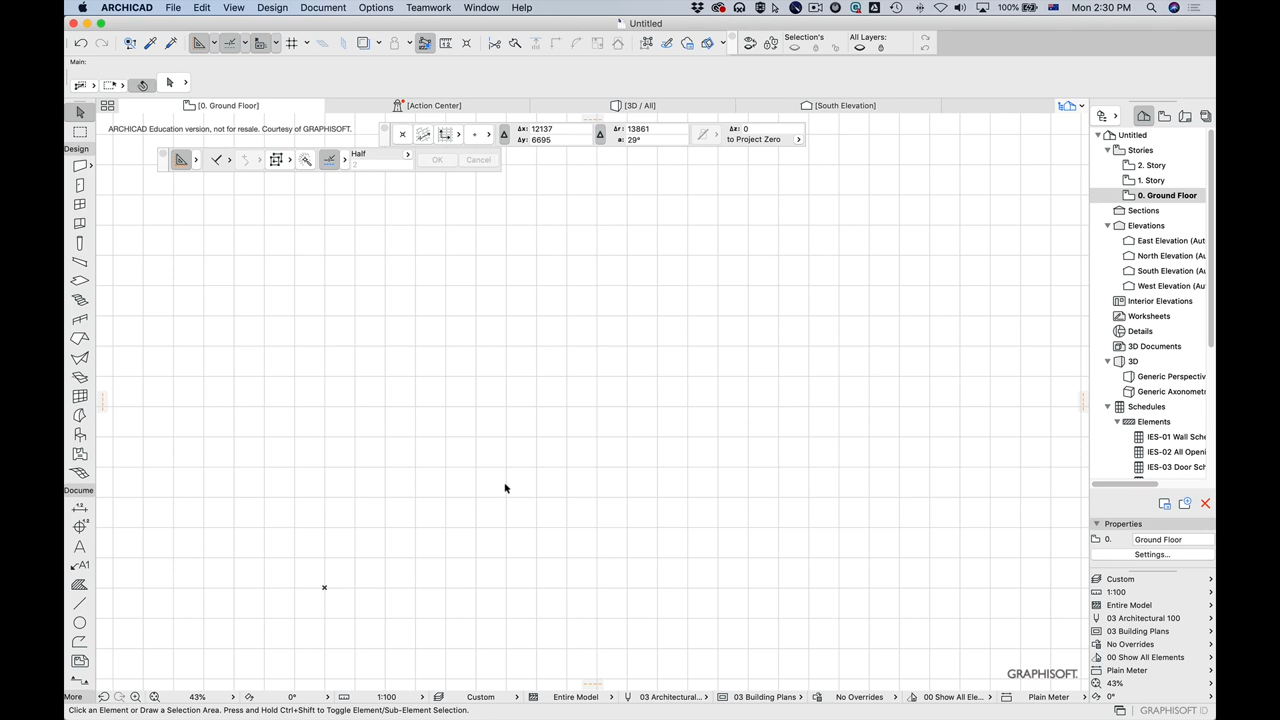 ARCHICAD File Edit View Design Document Options Teamwork Window Help 100% Mon 2:30 PM
Untitled
Selection's
All Layers:
Main:
[0. Ground Floor] [Action Center] [3D / All] [South Elevation]
ARCHICAD Education version, not for resale. Courtesy of GRAPHISOFT.
Δx: 12137
Δy: 6695
Δr: 13861
a: 29°
Δz: 0
to Project Zero
Half
2
OK Cancel
Untitled
Stories
2. Story
1. Story
0. Ground Floor
Sections
Elevations
East Elevation (Aut
North Elevation (Au
South Elevation (Au
West Elevation (Au
Interior Elevations
Worksheets
Details
3D Documents
3D
Generic Perspectiv
Generic Axonomet
Schedules
Elements
IES-01 Wall Sche
IES-02 All Openi
IES-03 Door Sch
Design
Docume
More
Properties
0. Ground Floor
Settings...
Custom
1:100
Entire Model
03 Architectural 100
03 Building Plans
No Overrides
00 Show All Elements
Plain Meter
43%
0°
GRAPHISOFT.
43% 0° 1:100 Custom Entire Model 03 Architectural... 03 Building Plans No Overrides 00 Show All Ele... Plain Meter
Click an Element or Draw a Selection Area. Press and Hold Ctrl+Shift to Toggle Element/Sub-Element Selection.
GRAPHISOFT ID